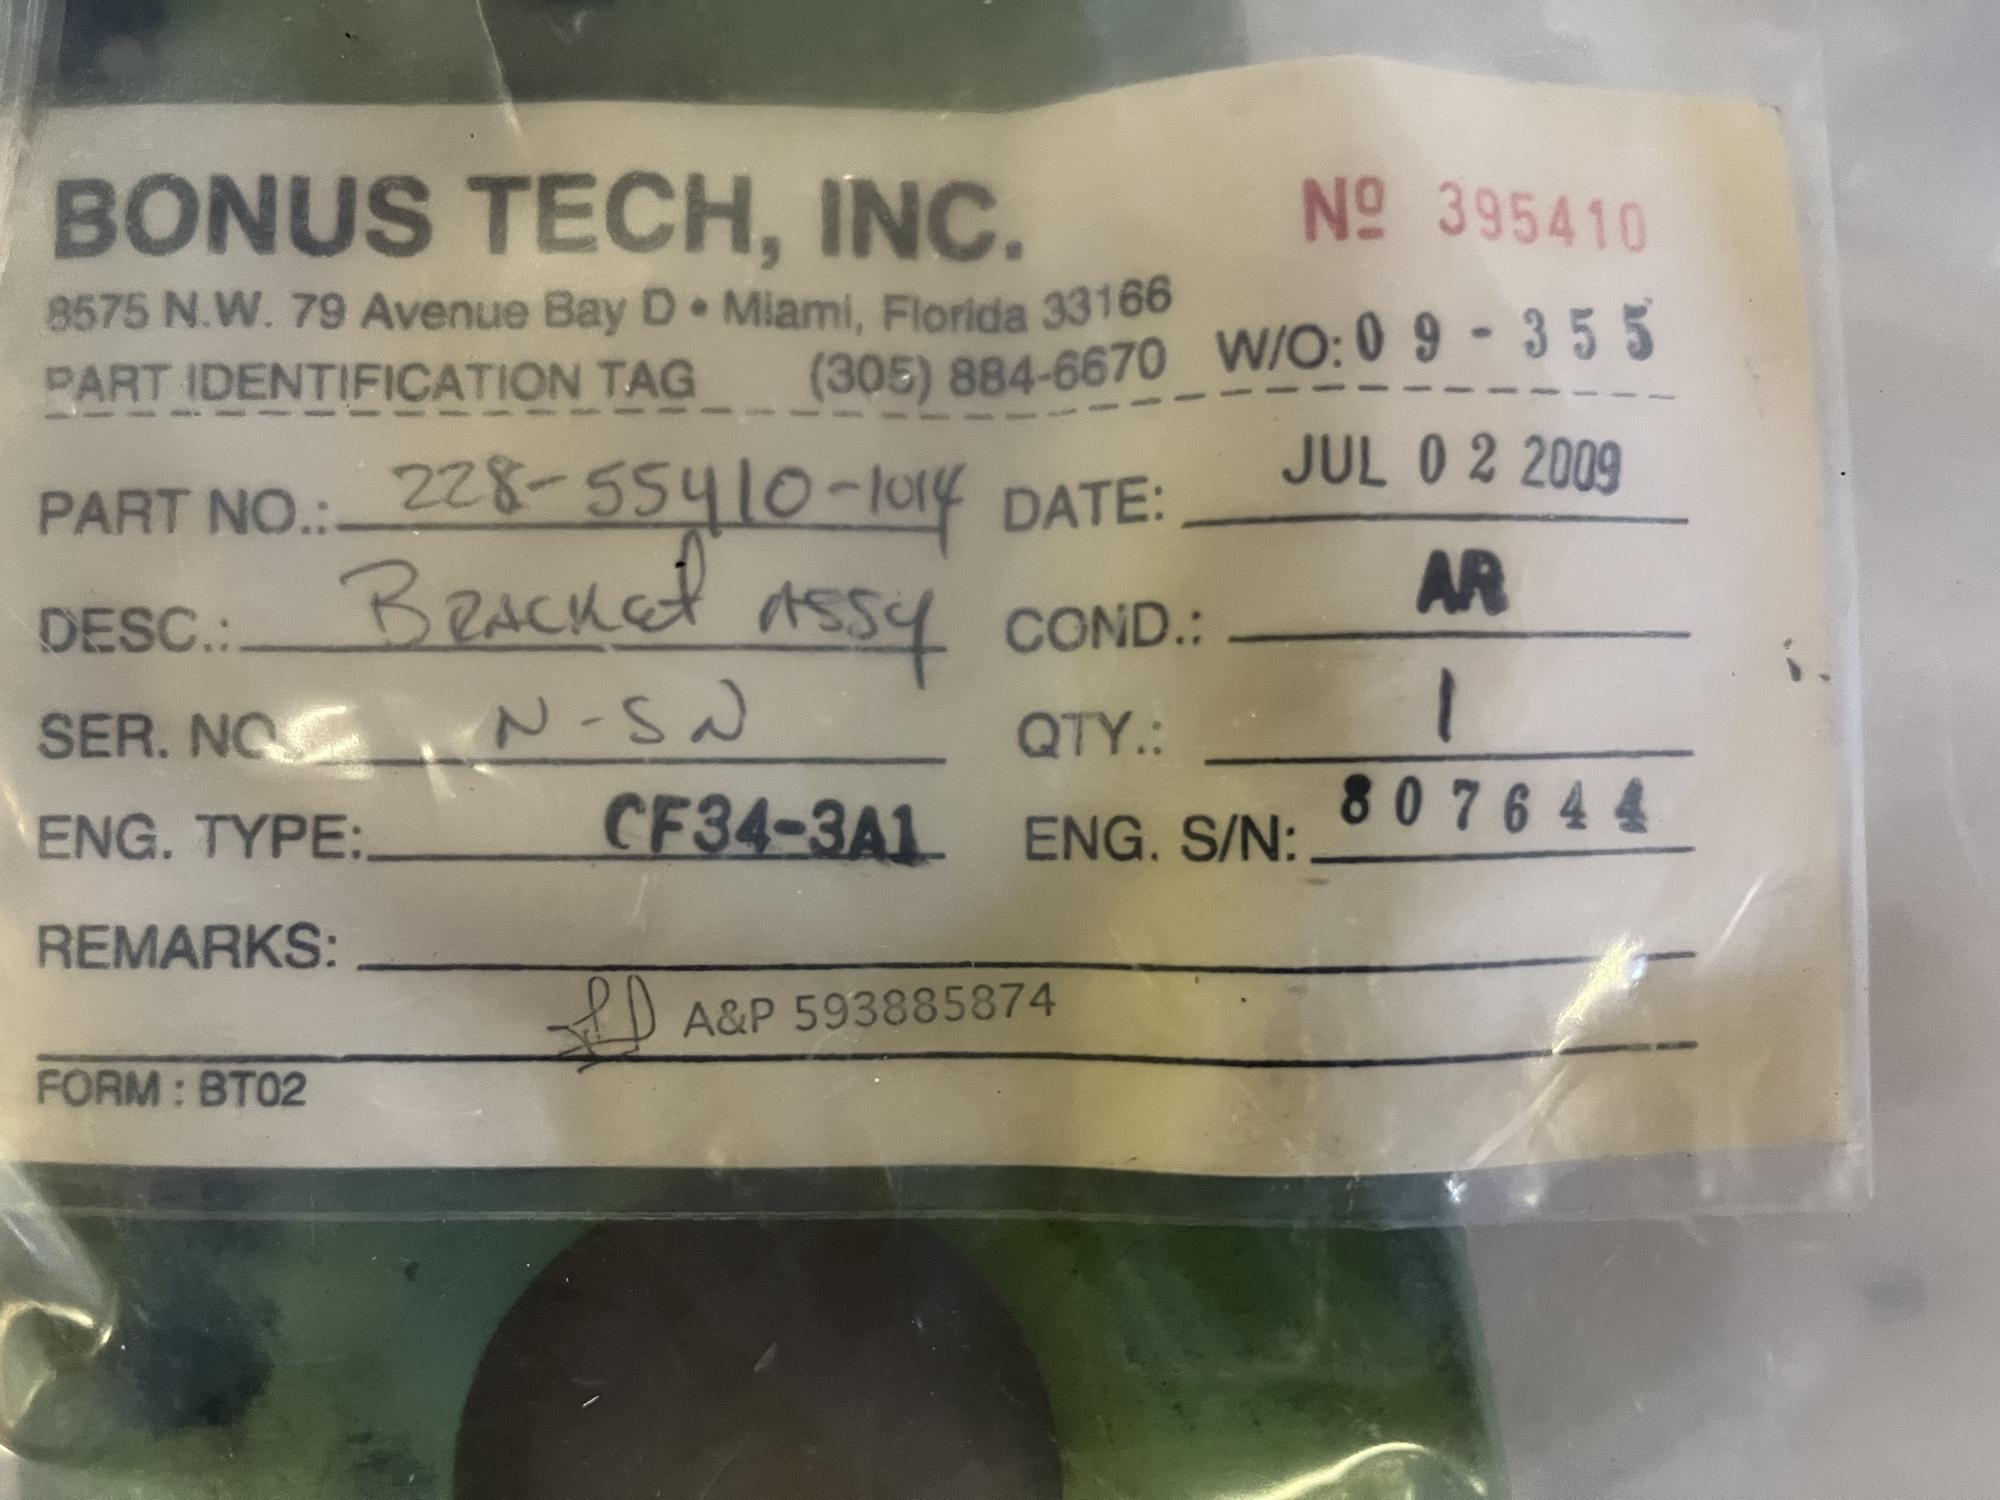 BONUS TECH, INC. Nº 395410
8575 N.W. 79 Avenue Bay D • Miami, Florida 33166
PART IDENTIFICATION TAG (305) 884-6670 W/O: 09-355
PART NO.: 228-55410-1014 DATE: JUL 02 2009
DESC.: Bracket Assy COND.: AR
SER. NO N-SN QTY.: 1
ENG. TYPE: CF34-3A1 ENG. S/N: 807644
REMARKS:
A&P 593885874
FORM : BT02